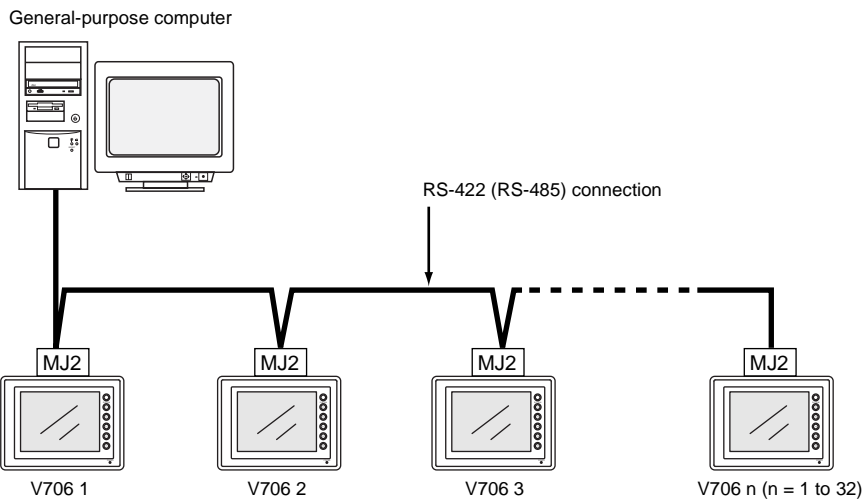 General-purpose computer
RS-422 (RS-485) connection
MJ2
MJ2
MJ2
MJ2
V706 1
V706 2
V706 3
V706 n (n = 1 to 32)